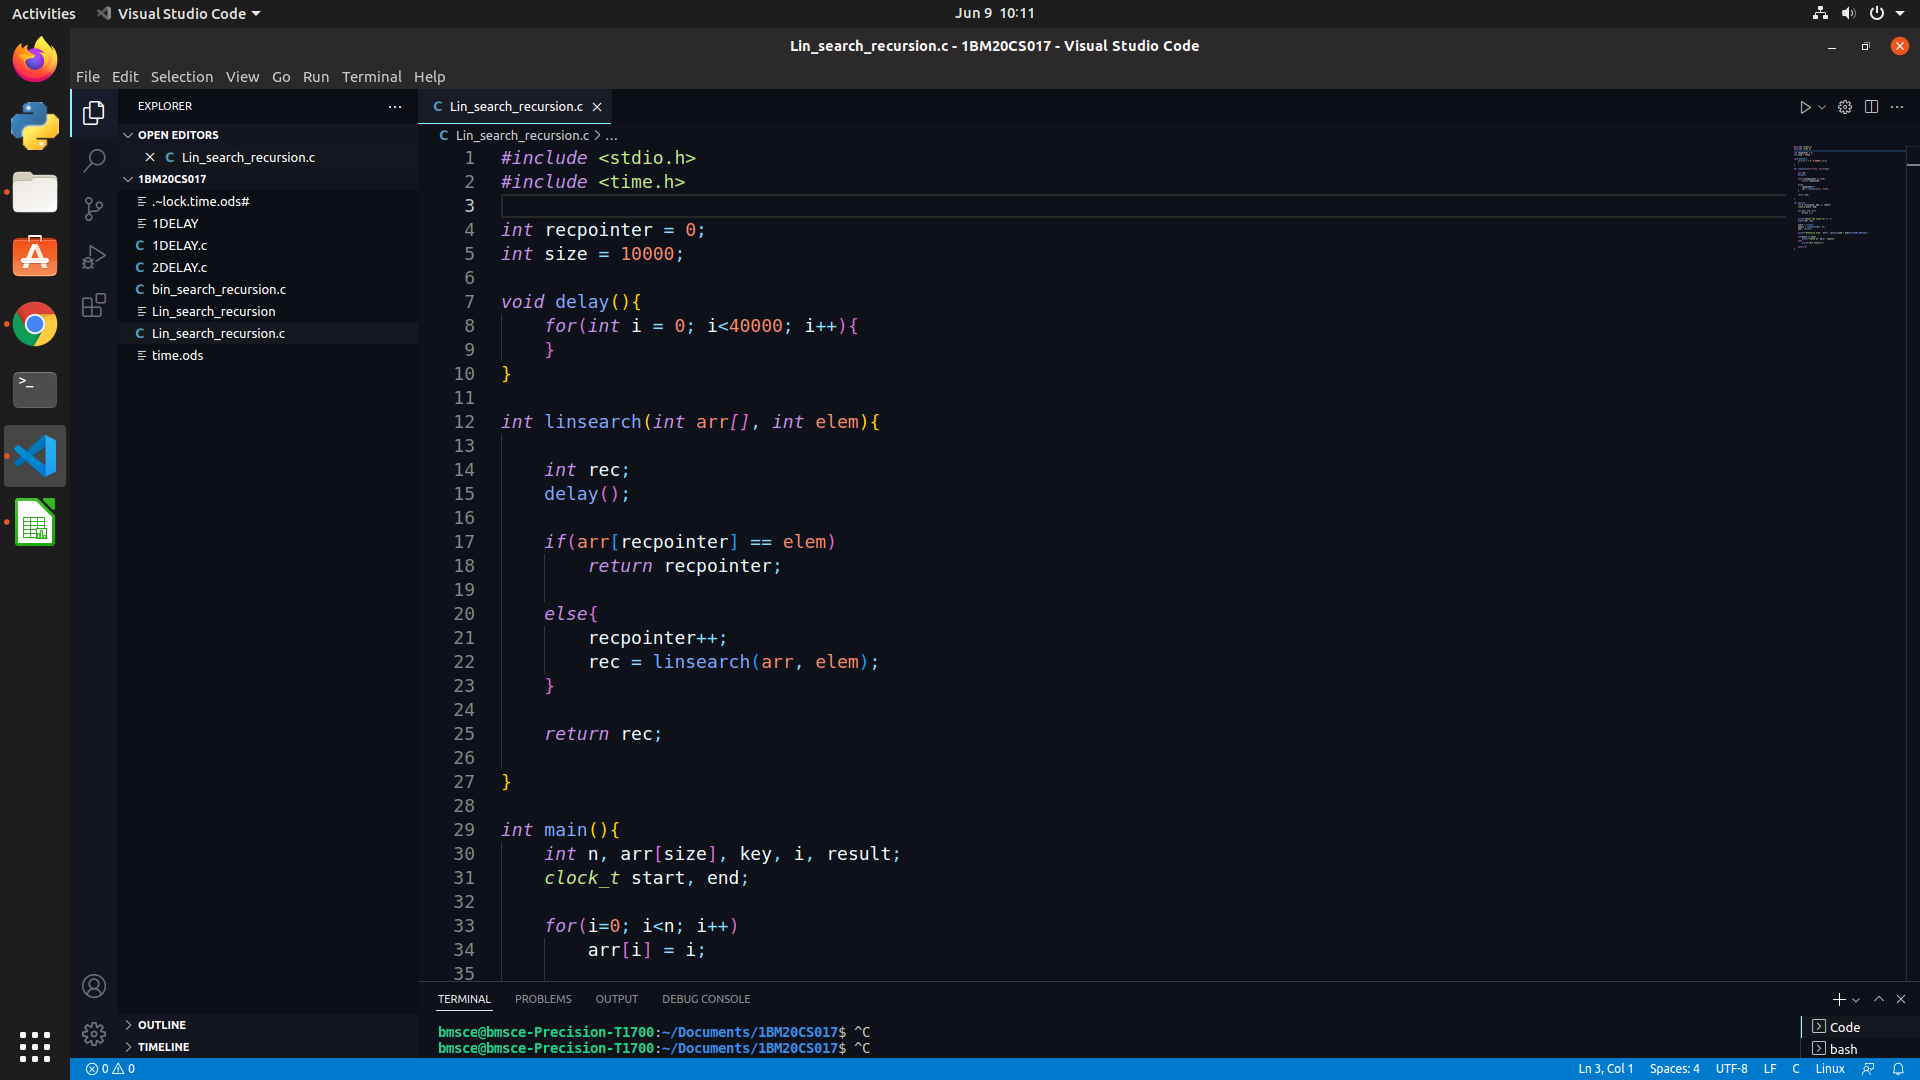 Activities
Visual Studio Code
Jun 9 10:11
Lin_search_recursion.c - 1BM20CS017 - Visual Studio Code
File Edit Selection View Go Run Terminal Help
EXPLORER
OPEN EDITORS
Lin_search_recursion.c
1BM20CS017
.~lock.time.ods#
1DELAY
C 1DELAY.c
C 2DELAY.c
C bin_search_recursion.c
Lin_search_recursion
C Lin_search_recursion.c
time.ods
OUTLINE
TIMELINE
C Lin_search_recursion.c
C Lin_search_recursion.c > ...
1 #include <stdio.h>
2 #include <time.h>
3
4 int recpointer = 0;
5 int size = 10000;
6
7 void delay(){
8 for(int i = 0; i<40000; i++){
9 }
10 }
11
12 int linsearch(int arr[], int elem){
13
14 int rec;
15 delay();
16
17 if(arr[recpointer] == elem)
18 return recpointer;
19
20 else{
21 recpointer++;
22 rec = linsearch(arr, elem);
23 }
24
25 return rec;
26
27 }
28
29 int main(){
30 int n, arr[size], key, i, result;
31 clock_t start, end;
32
33 for(i=0; i<n; i++)
34 arr[i] = i;
35
TERMINAL PROBLEMS OUTPUT DEBUG CONSOLE
bmsce@bmsce-Precision-T1700:~/Documents/1BM20CS017$ ^C
bmsce@bmsce-Precision-T1700:~/Documents/1BM20CS017$ ^C
Code
bash
0 0
Ln 3, Col 1 Spaces: 4 UTF-8 LF C Linux